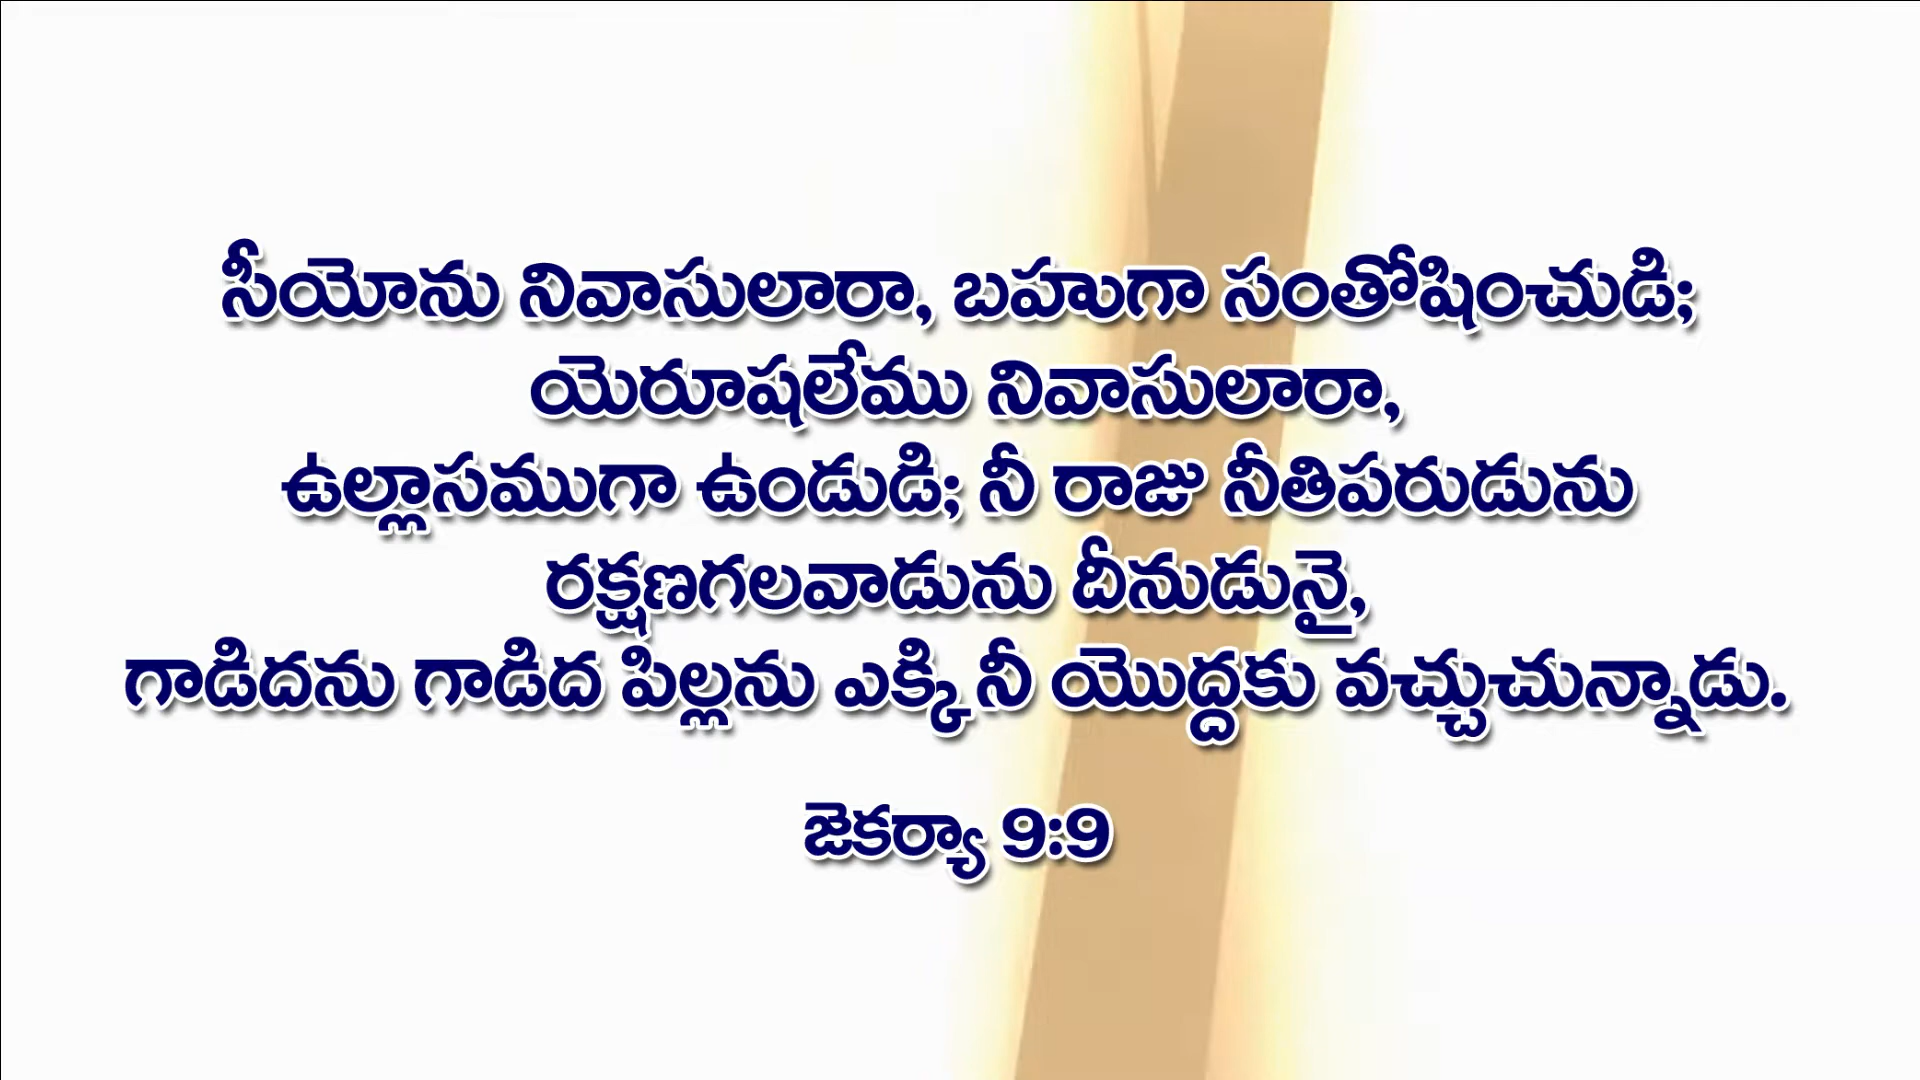 సీయోను నివాసులారా, బహుగా సంతోషించుడి;
యెరూషలేము నివాసులారా,
ఉల్లాసముగా ఉండుడి; నీ రాజు నీతిపరుడును
రక్షణగలవాడును దీనుడునై,
గాడిదను గాడిద పిల్లను ఎక్కి నీ యొద్దకు వచ్చుచున్నాడు.
జెకర్యా 9:9